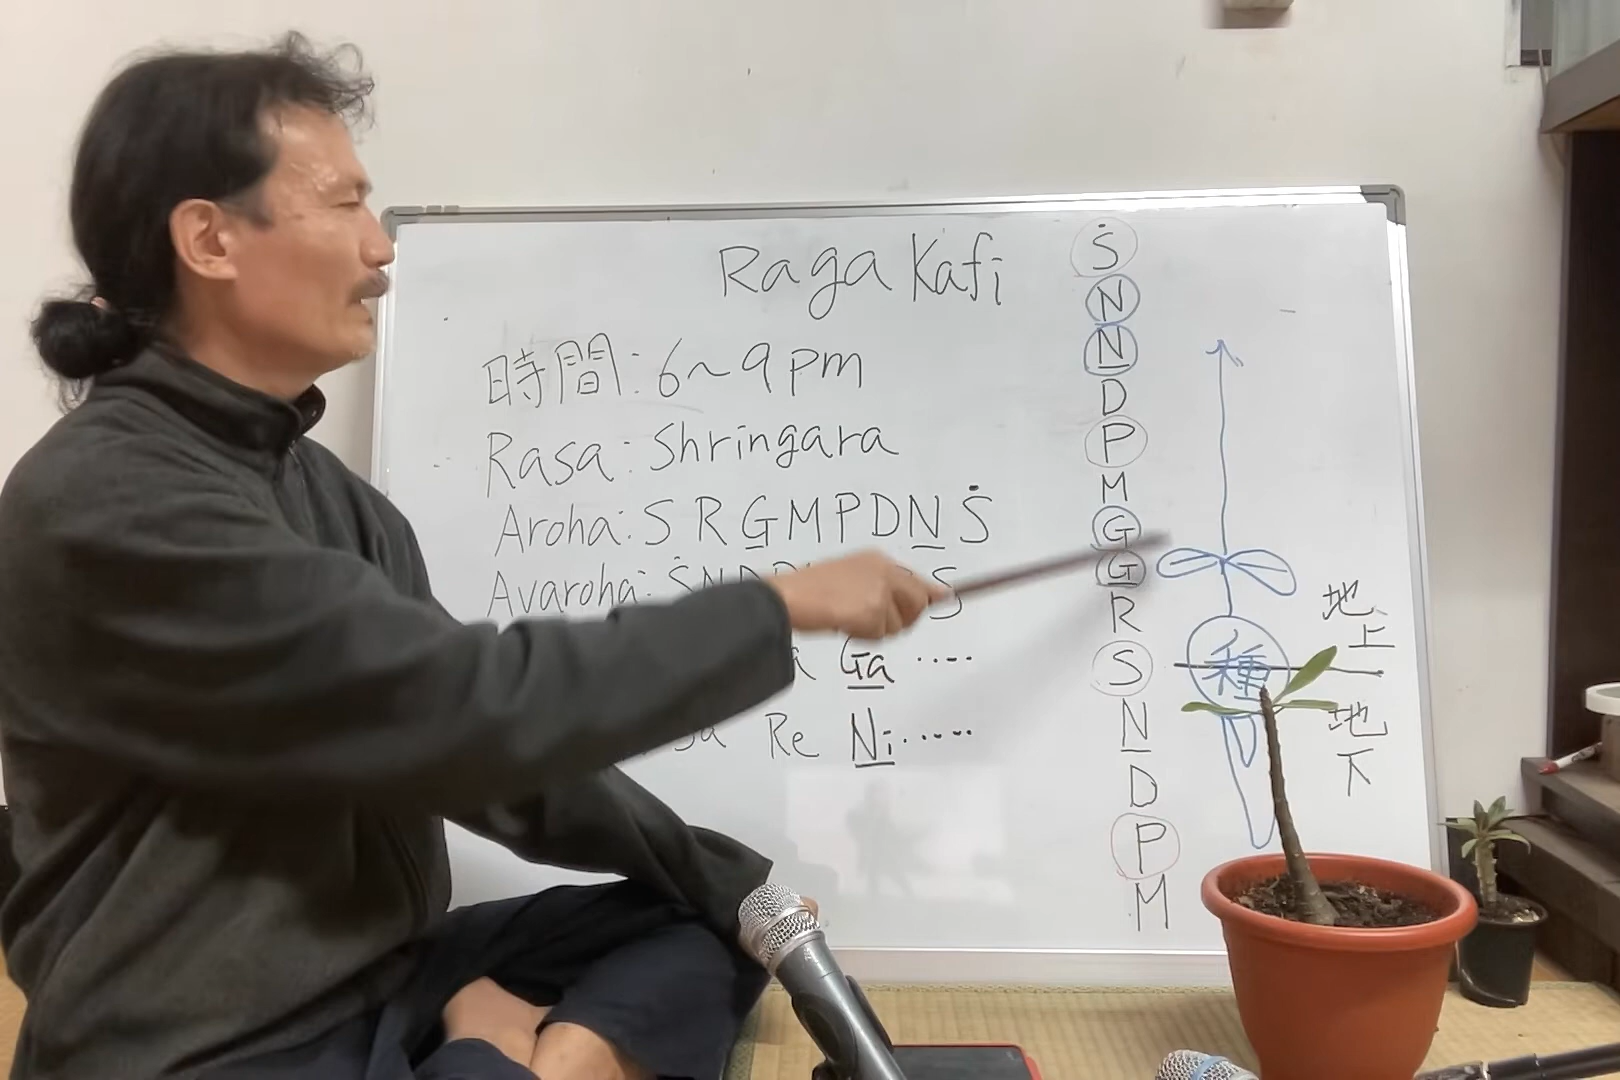 Raga Kafi
時間: 6~9pm
Rasa: Shringara
Aroha: S R G̲ M P D N̲ Ṡ
Avaroha: Ṡ N̲ D S
Ga ....
Re Ni.....
Ṡ
N
N̲
D
P
M
G
G̲
R
S
N̲
D
P
M
種
地上
地下